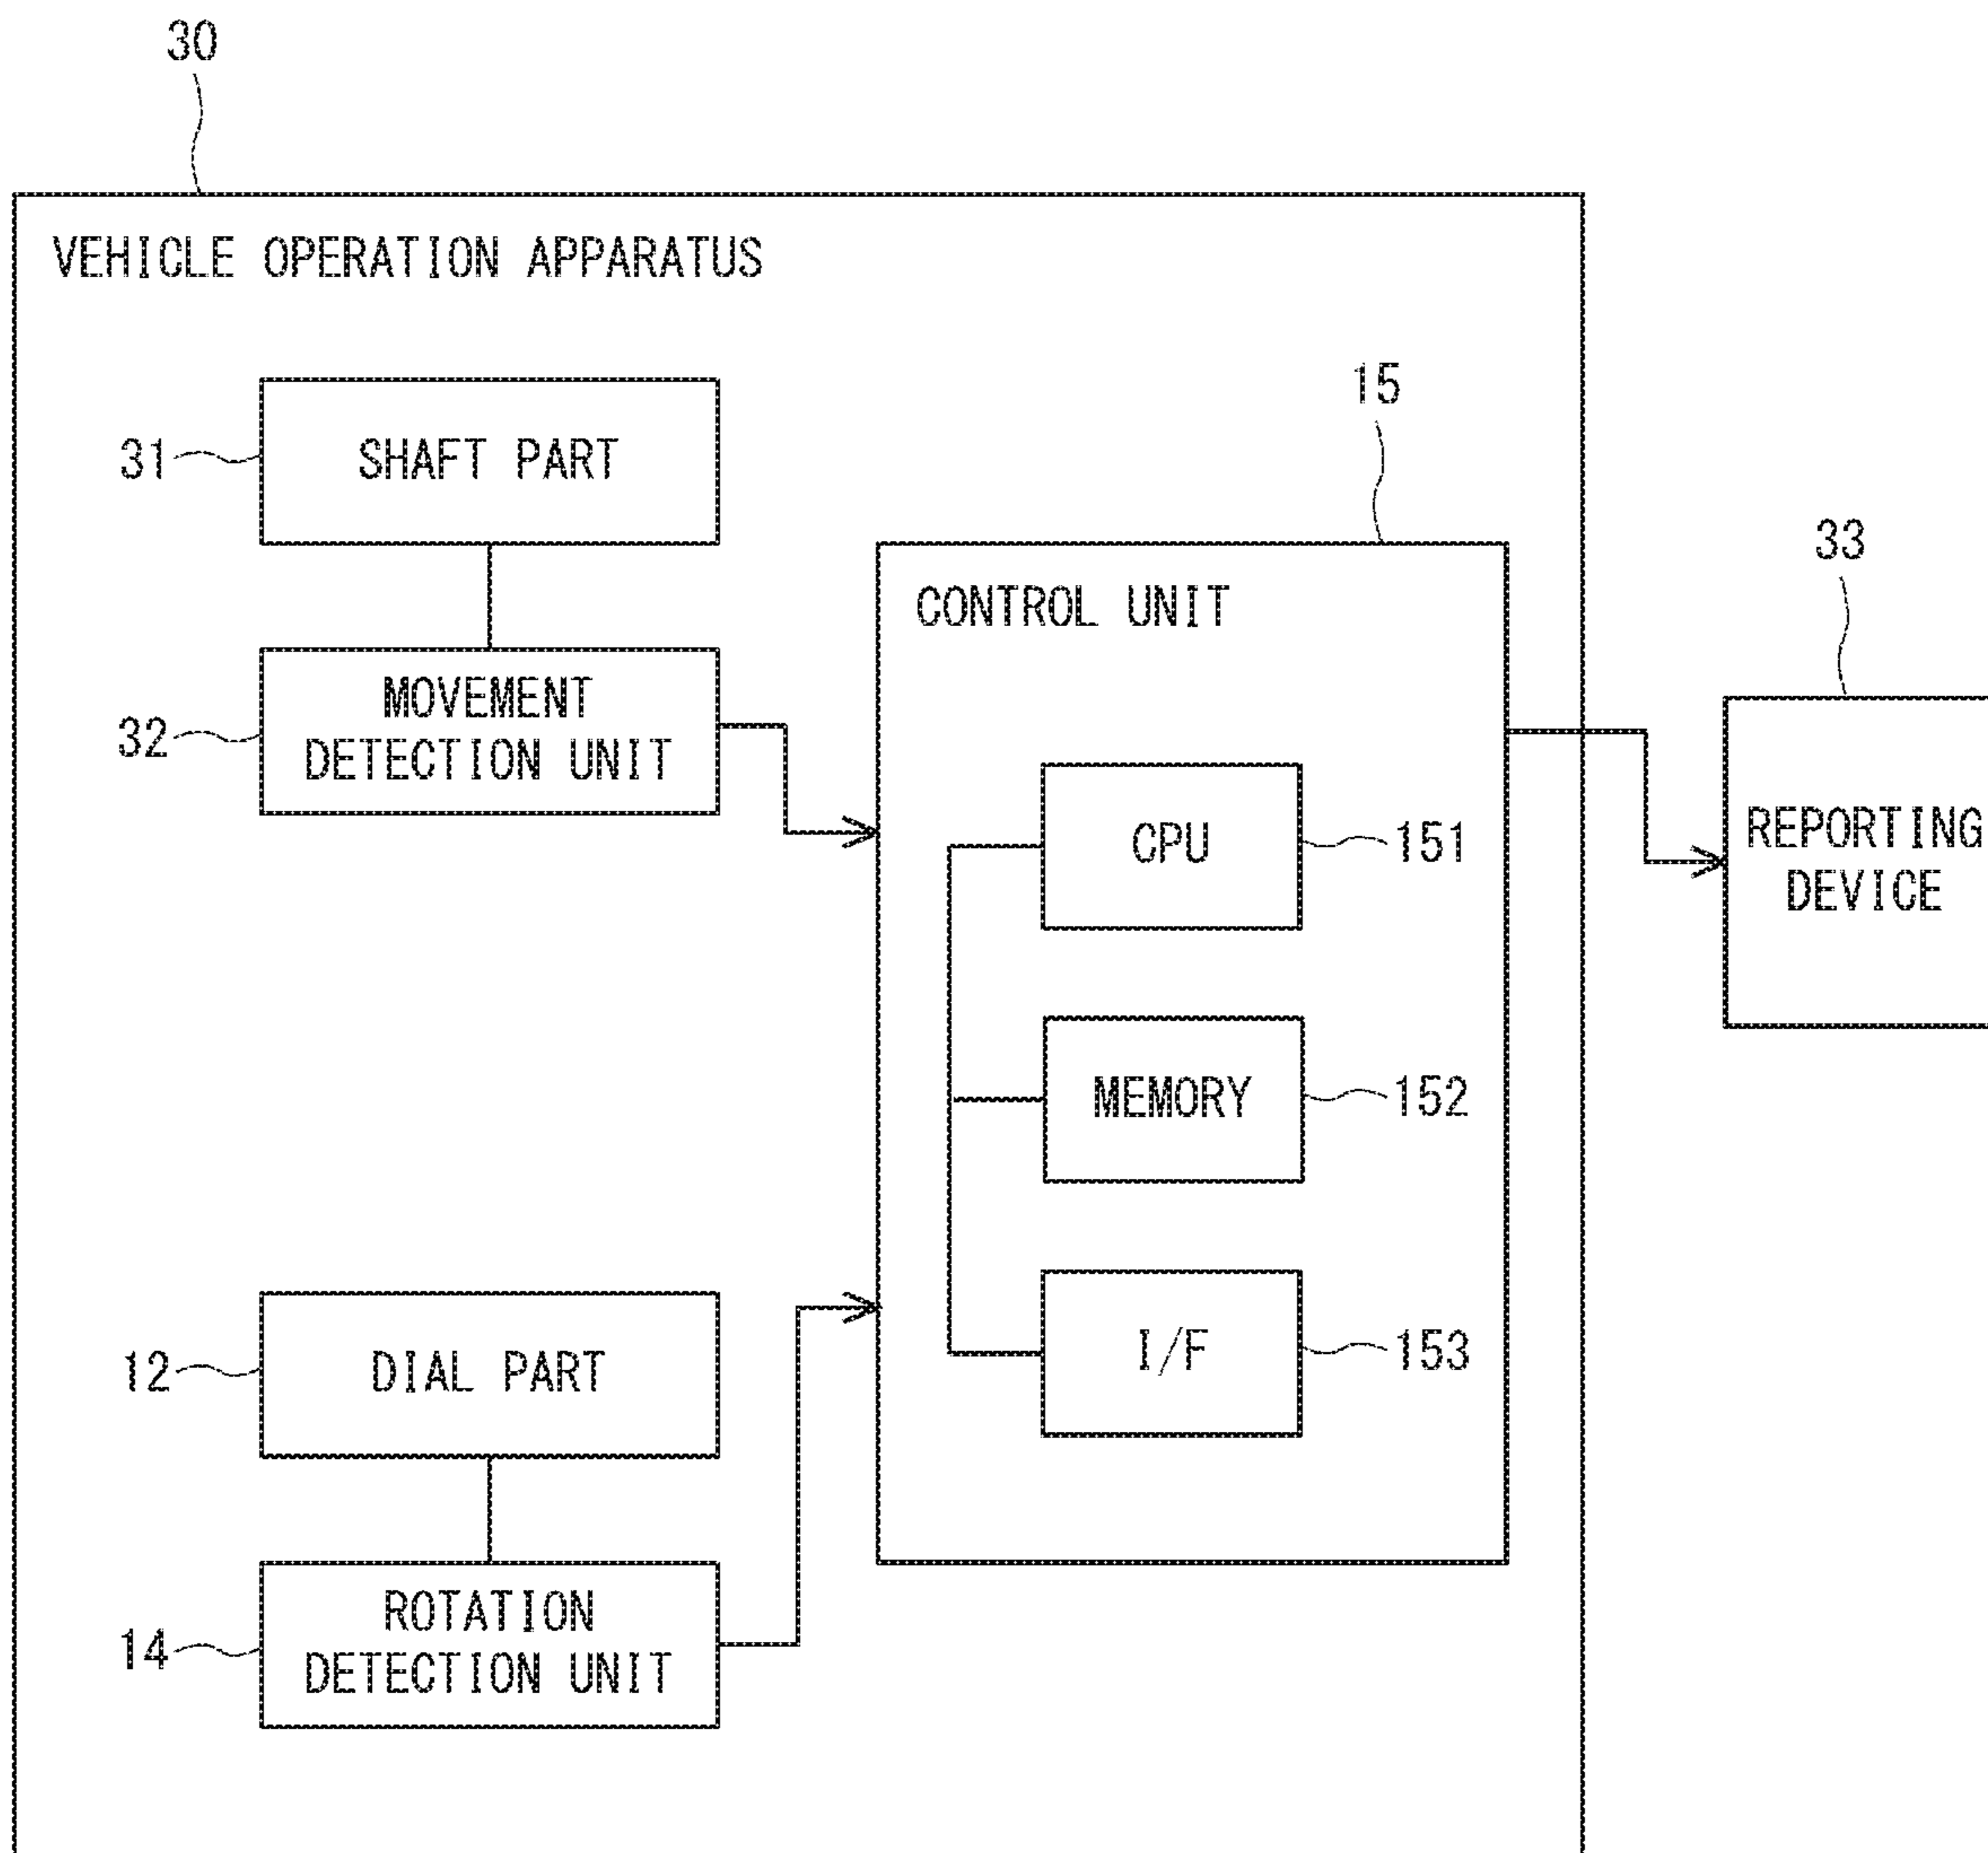 30
VEHICLE OPERATION APPARATUS
15
31
SHAFT PART
33
CONTROL UNIT
32
MOVEMENT
DETECTION UNIT
CPU
151
REPORTING
DEVICE
MEMORY
152
12
DIAL PART
I/F
153
14
ROTATION
DETECTION UNIT